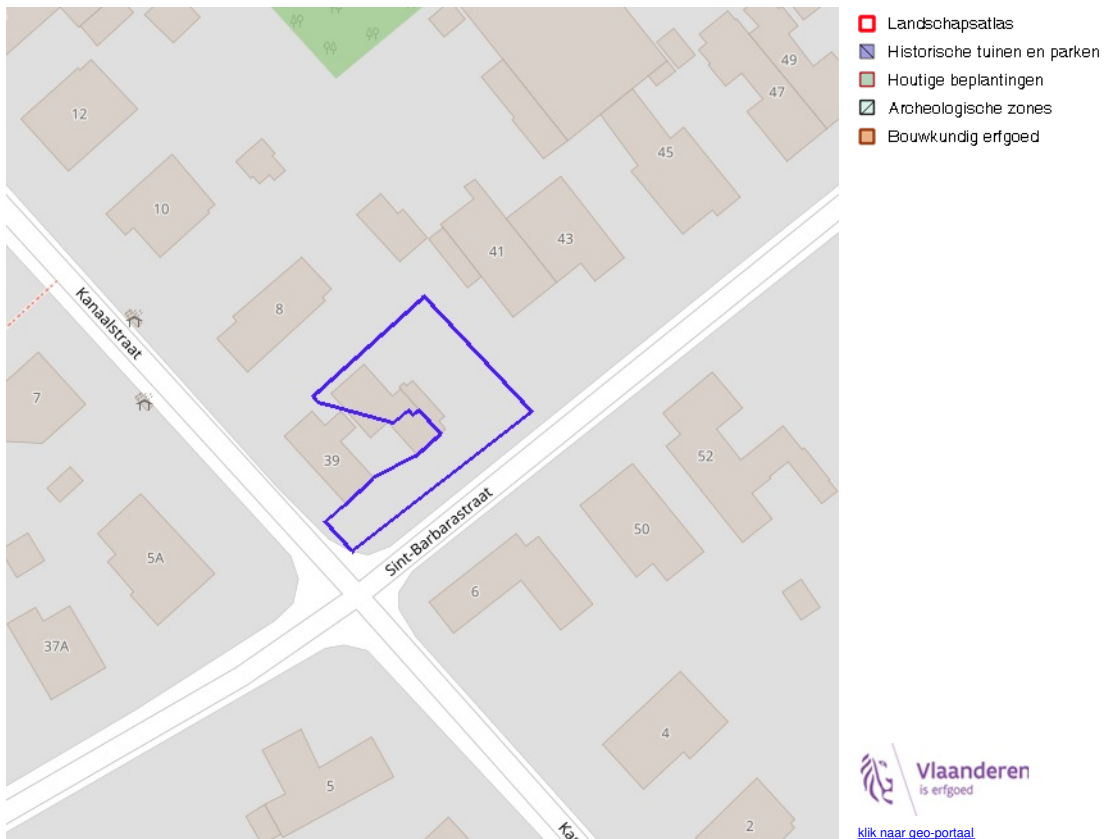 Landschapsatlas
Historische tuinen en parken
Houtige beplantingen
Archeologische zones
Bouwkundig erfgoed
12
49
47
45
10
43
41
8
Kanaalstraat
7
39
52
50
Sint-Barbarastraat
5A
6
37A
4
5
2
Ka
Vlaanderen
is erfgoed
klik naar geo-portaal